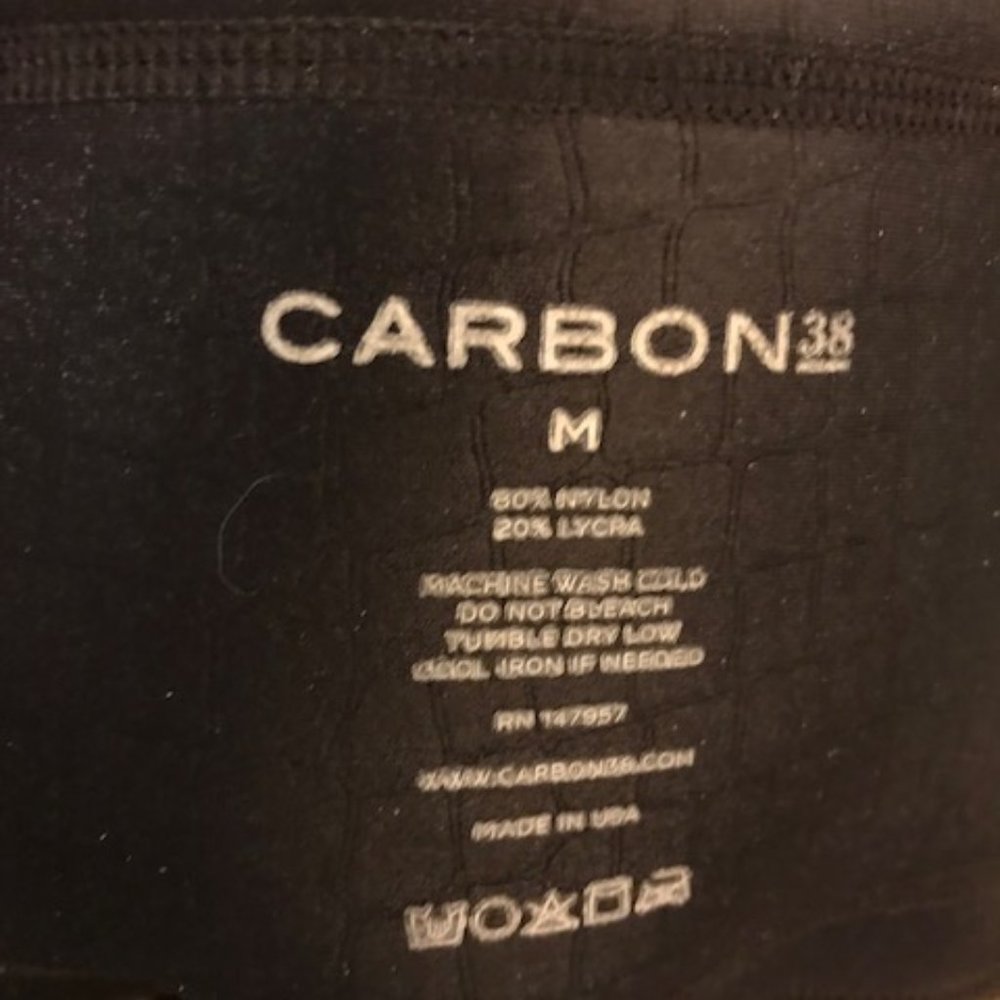 CARBON38
M
80% NYLON
20% LYCRA
MACHINE WASH COLD
DO NOT BLEACH
TUMBLE DRY LOW
COOL IRON IF NEEDED
RN 147957
WWW.CARBON38.COM
MADE IN USA